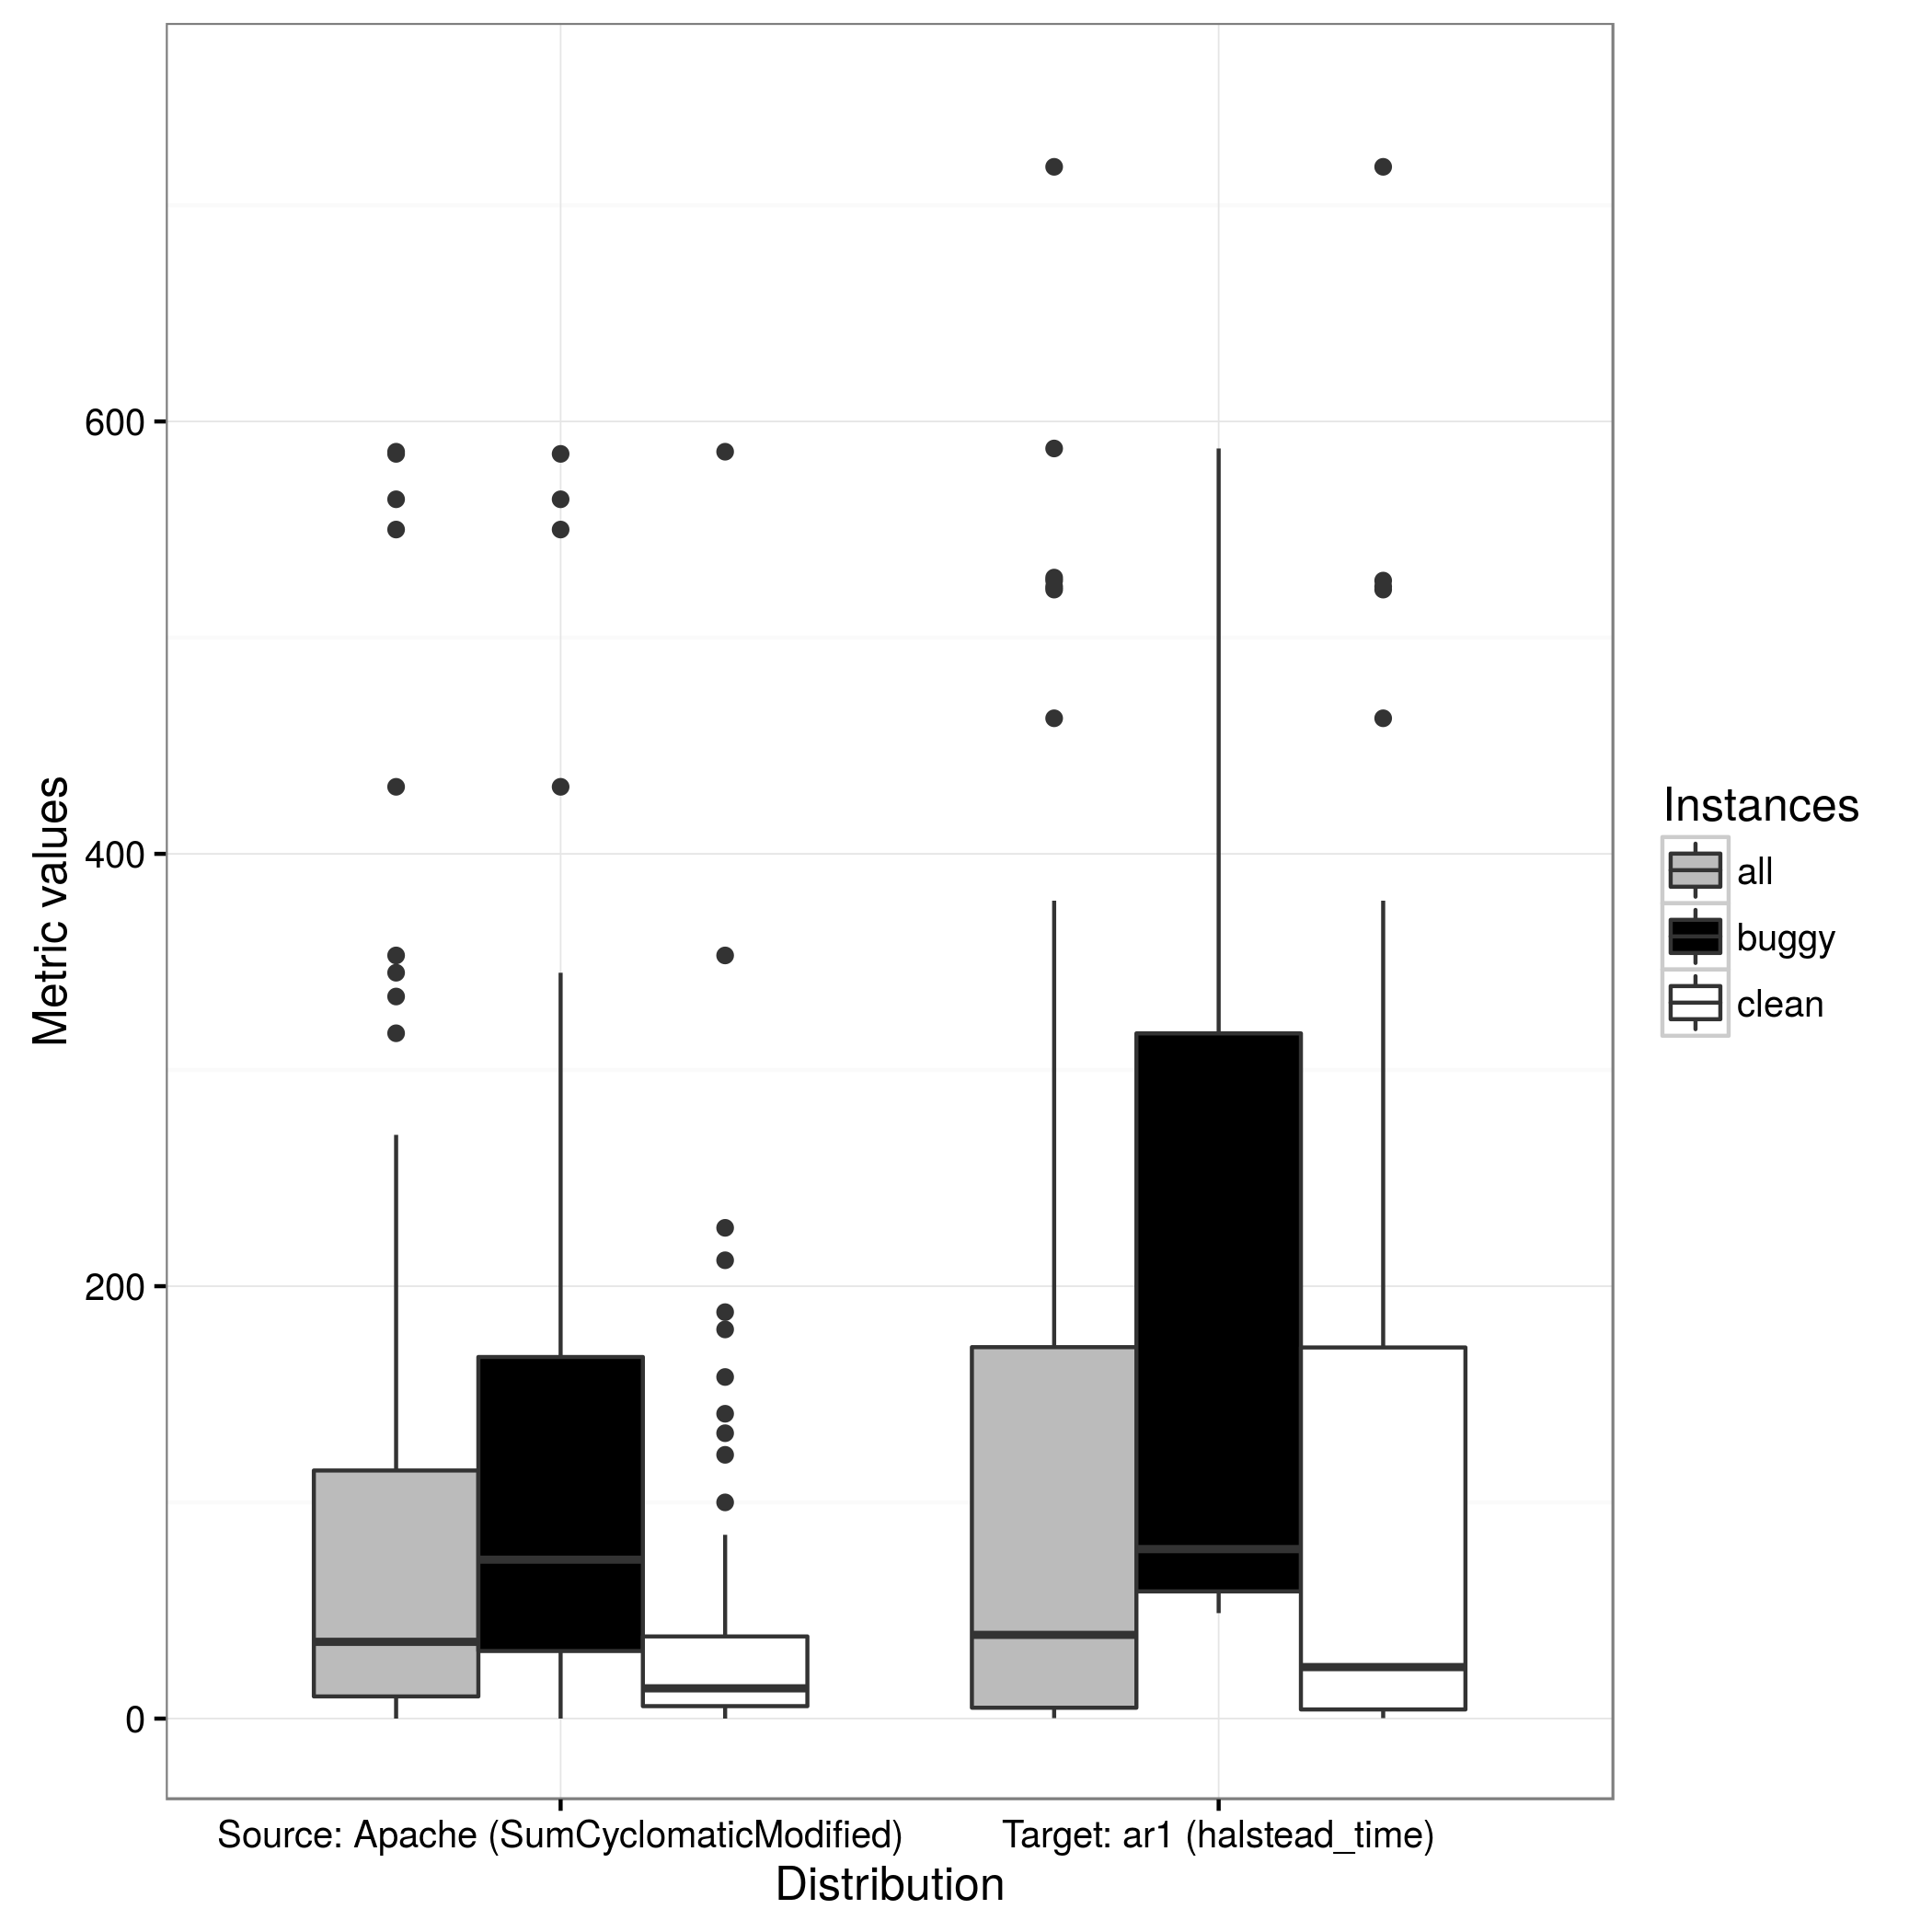 600
400
200
0
Metric values
Source: Apache (SumCyclomaticModified)
Target: ar1 (halstead_time)
Distribution
Instances
all
buggy
clean